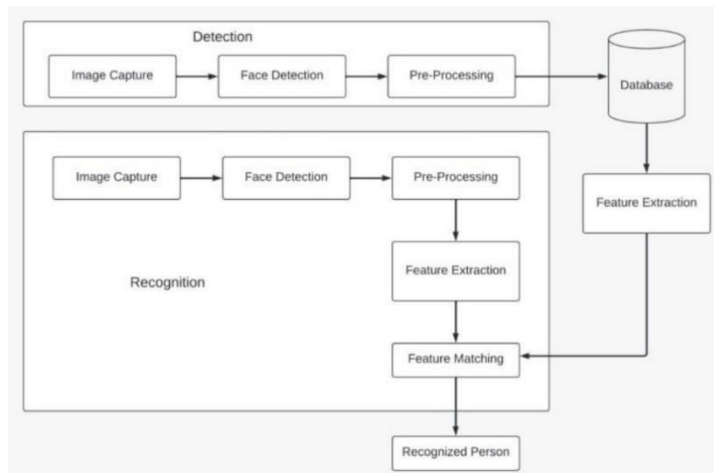 Detection
Image Capture
Face Detection
Pre-Processing
Database
Image Capture
Face Detection
Pre-Processing
Feature Extraction
Feature Extraction
Recognition
Feature Matching
Recognized Person